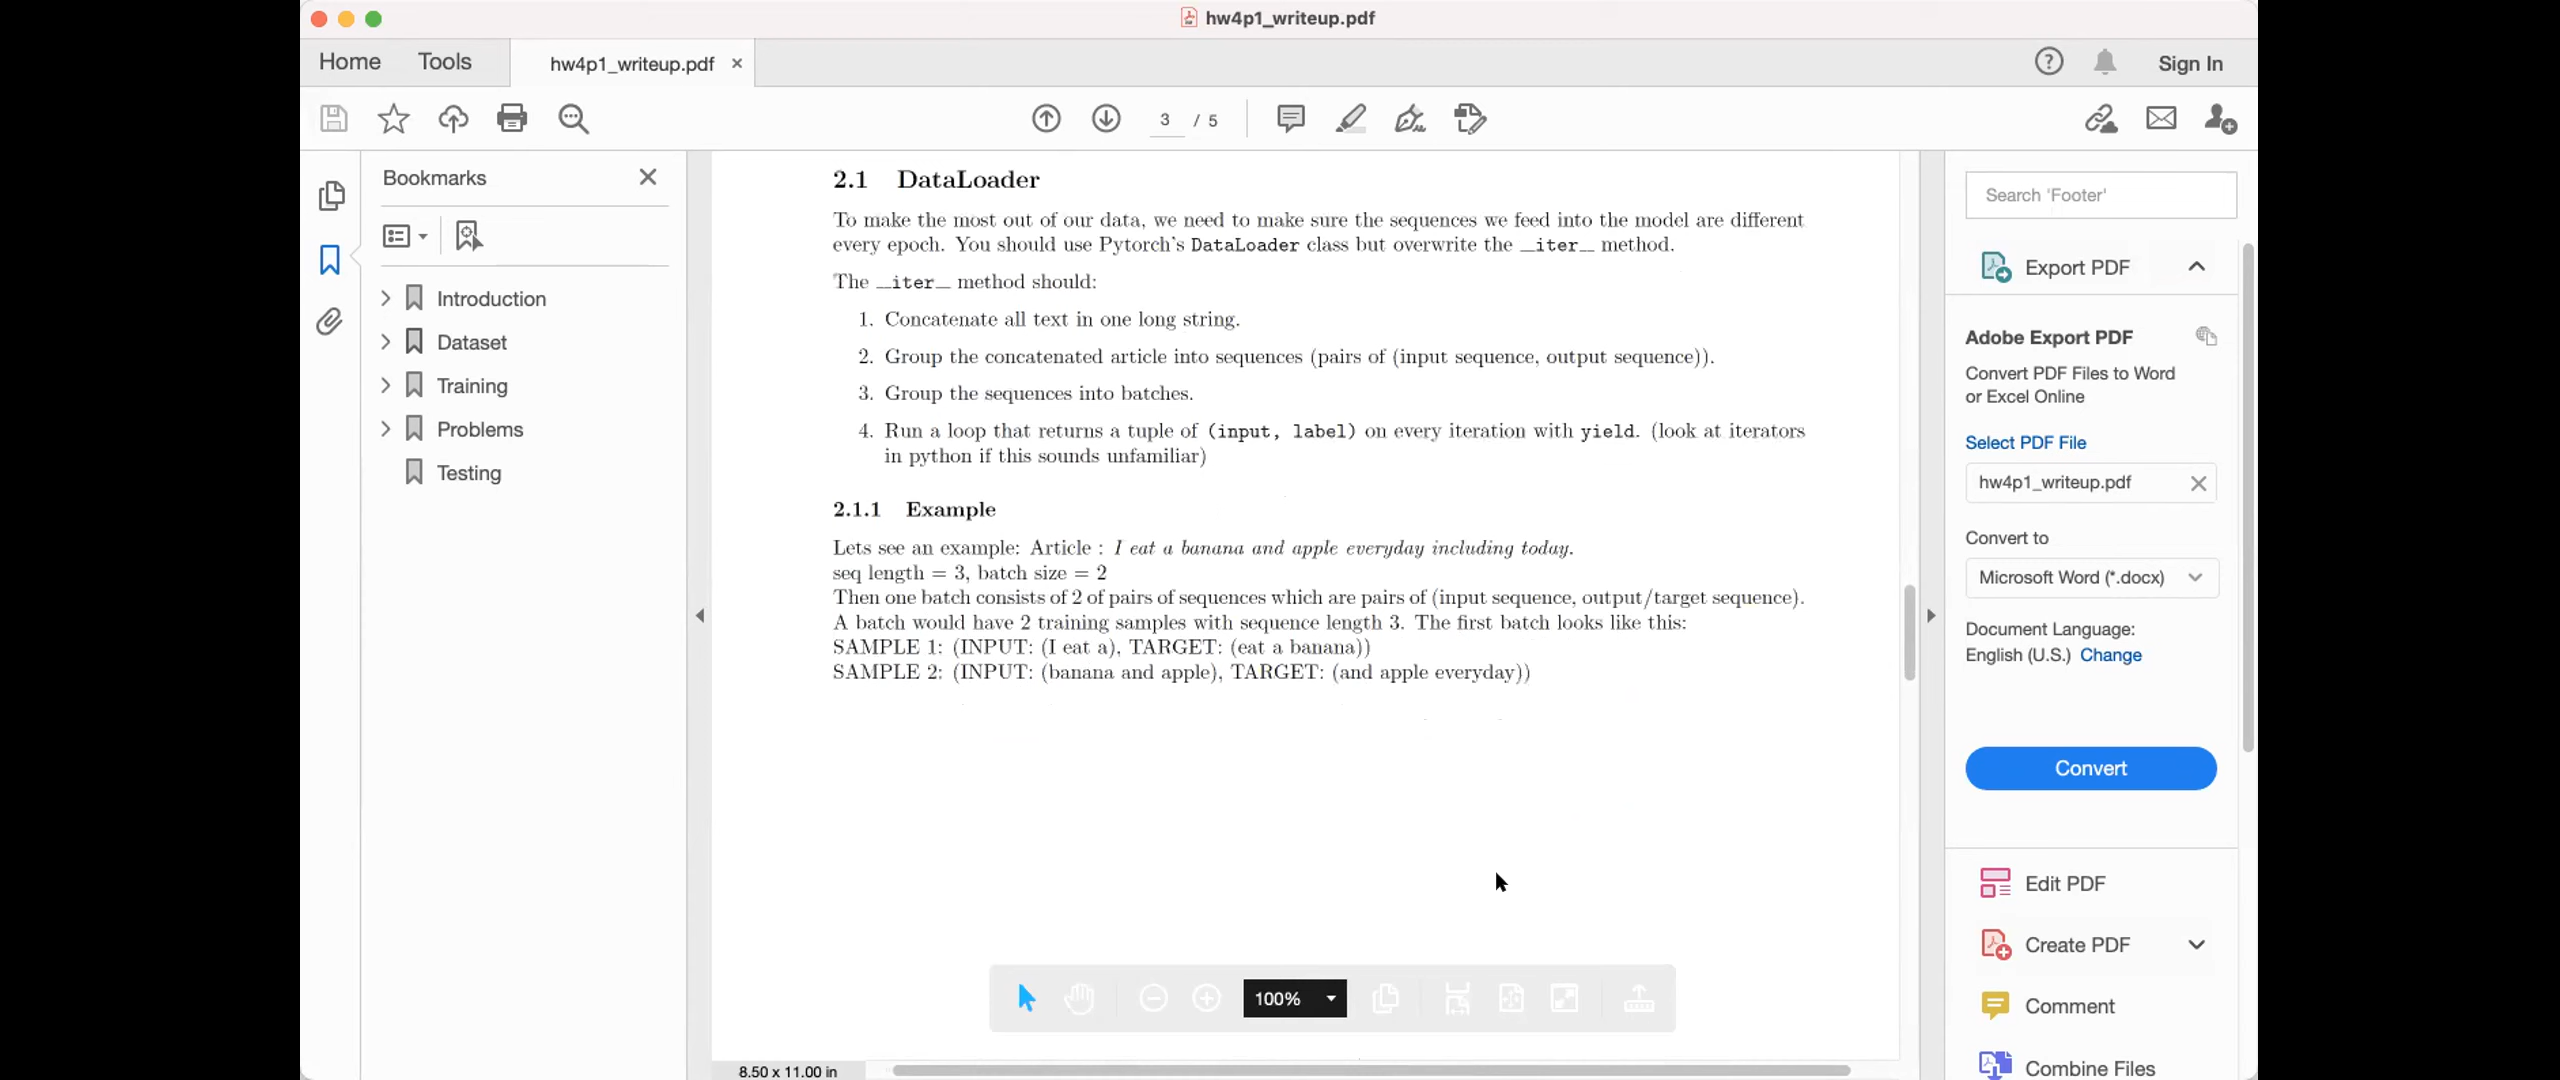 hw4p1_writeup.pdf
Home Tools hw4p1_writeup.pdf × ? Sign In
3 / 5
Bookmarks
Introduction
Dataset
Training
Problems
Testing
2.1 DataLoader
To make the most out of our data, we need to make sure the sequences we feed into the model are different
every epoch. You should use Pytorch's DataLoader class but overwrite the __iter__ method.
The __iter__ method should:
1. Concatenate all text in one long string.
2. Group the concatenated article into sequences (pairs of (input sequence, output sequence)).
3. Group the sequences into batches.
4. Run a loop that returns a tuple of (input, label) on every iteration with yield. (look at iterators
in python if this sounds unfamiliar)
2.1.1 Example
Lets see an example: Article : I eat a banana and apple everyday including today.
seq length = 3, batch size = 2
Then one batch consists of 2 of pairs of sequences which are pairs of (input sequence, output/target sequence).
A batch would have 2 training samples with sequence length 3. The first batch looks like this:
SAMPLE 1: (INPUT: (I eat a), TARGET: (eat a banana))
SAMPLE 2: (INPUT: (banana and apple), TARGET: (and apple everyday))
100%
8.50 x 11.00 in
Search 'Footer'
Export PDF
Adobe Export PDF
Convert PDF Files to Word
or Excel Online
Select PDF File
hw4p1_writeup.pdf
Convert to
Microsoft Word (*.docx)
Document Language:
English (U.S.) Change
Convert
Edit PDF
Create PDF
Comment
Combine Files